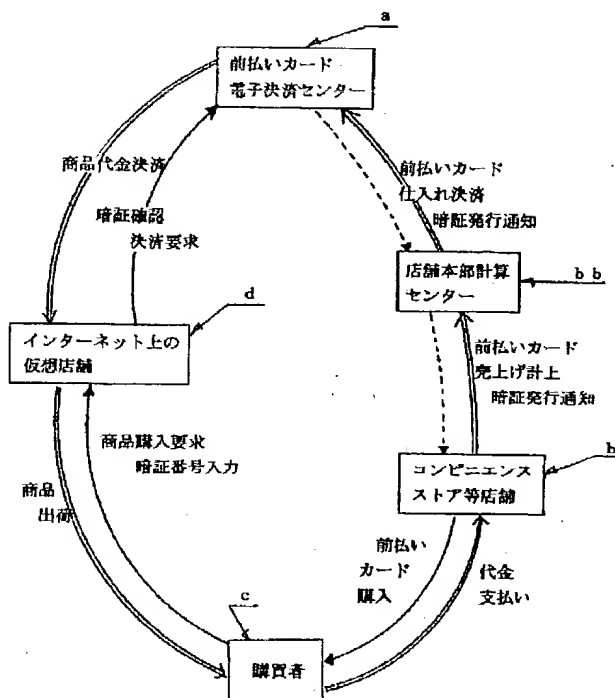 a
前払いカード
電子決済センター
商品代金決済
前払いカード
仕入れ決済
暗証発行通知
暗証確認
決済要求
店舗本部計算
センター
b b
d
インターネット上の
仮想店舗
前払いカード
売上げ計上
暗証発行通知
商品購入要求
暗証番号入力
コンビニエンス
ストア等店舗
b
商品
出荷
前払い
カード
購入
代金
支払い
c
購買者